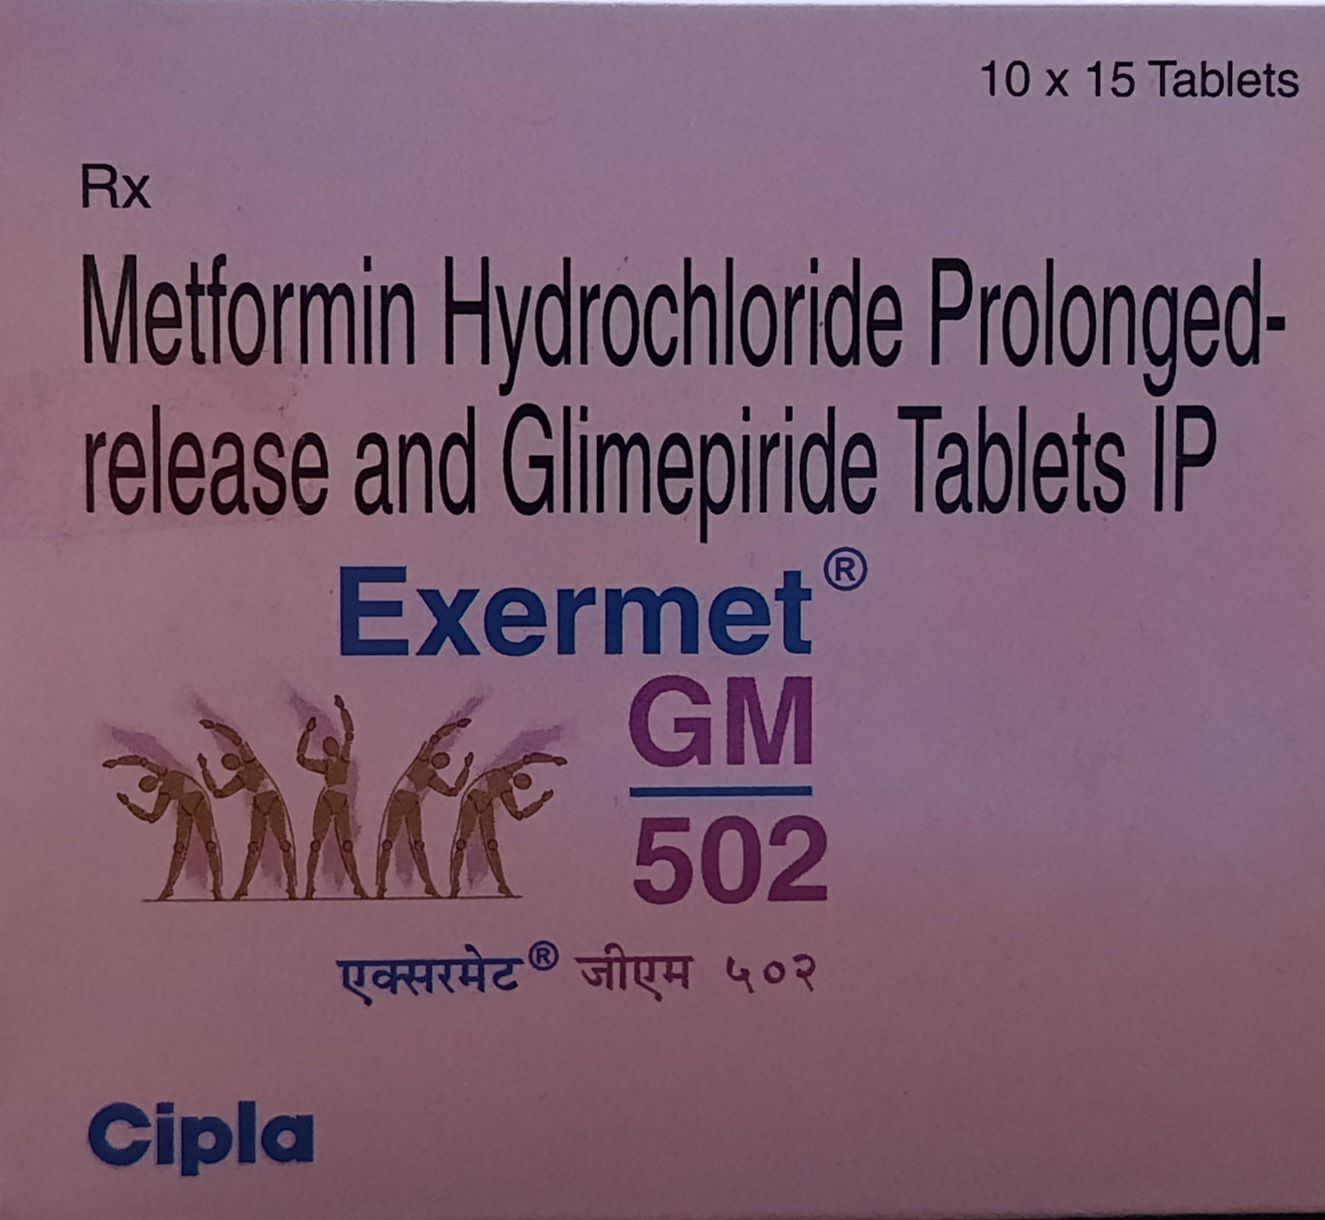 10 x 15 Tablets
Rx
Metformin Hydrochloride Prolonged-
release and Glimepiride Tablets IP
Exermet®
GM
502
एक्सरमेट® जीएम ५०२
Cipla